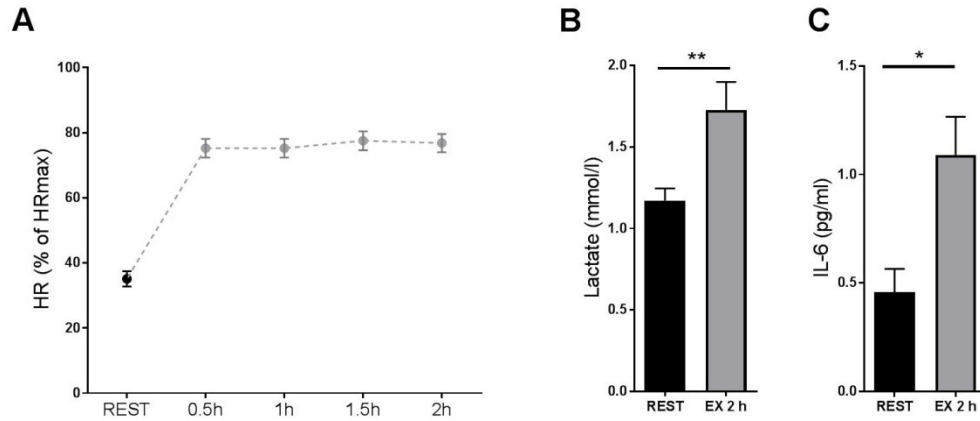 A
HR (% of HRmax)
100
80
60
40
20
0
REST 0.5h 1h 1.5h 2h
B
**
Lactate (mmol/l)
2.0
1.5
1.0
0.5
0.0
REST EX 2 h
C
*
IL-6 (pg/ml)
1.5
1.0
0.5
0.0
REST EX 2 h